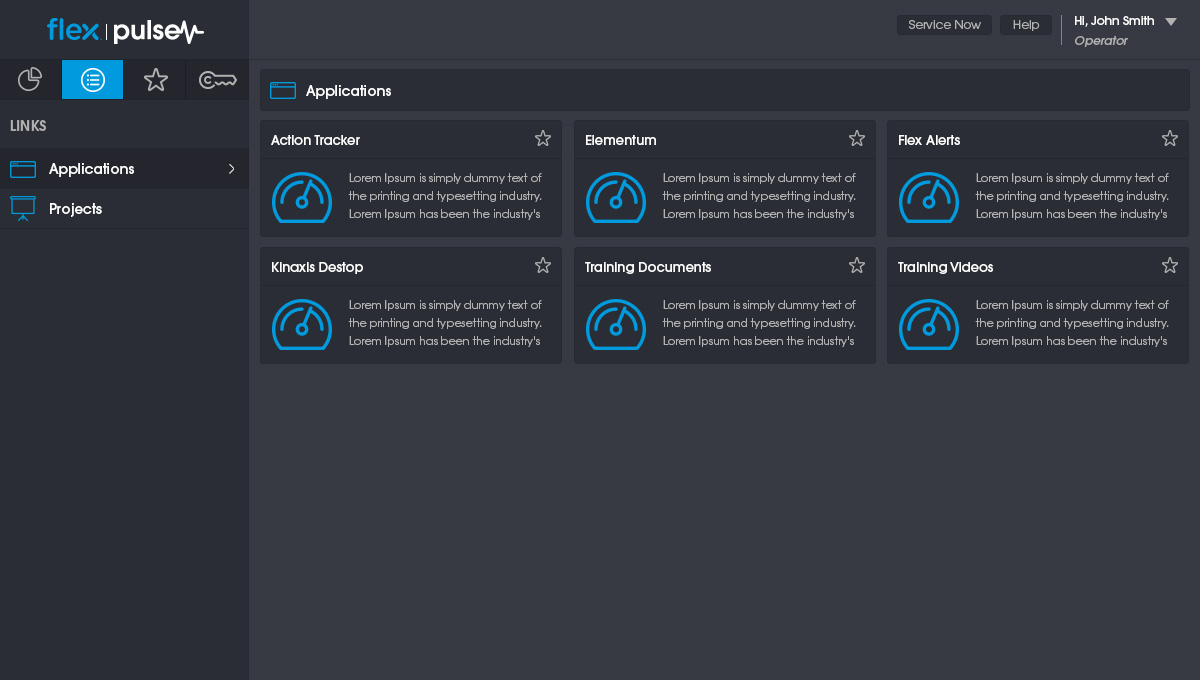 flex | pulse
Service Now
Help
Hi, John Smith
Operator
LINKS
Applications
Projects
Applications
Action Tracker
Lorem Ipsum is simply dummy text of
the printing and typesetting industry.
Lorem Ipsum has been the industry's
Elementum
Lorem Ipsum is simply dummy text of
the printing and typesetting industry.
Lorem Ipsum has been the industry's
Flex Alerts
Lorem Ipsum is simply dummy text of
the printing and typesetting industry.
Lorem Ipsum has been the industry's
Kinaxis Destop
Lorem Ipsum is simply dummy text of
the printing and typesetting industry.
Lorem Ipsum has been the industry's
Training Documents
Lorem Ipsum is simply dummy text of
the printing and typesetting industry.
Lorem Ipsum has been the industry's
Training Videos
Lorem Ipsum is simply dummy text of
the printing and typesetting industry.
Lorem Ipsum has been the industry's